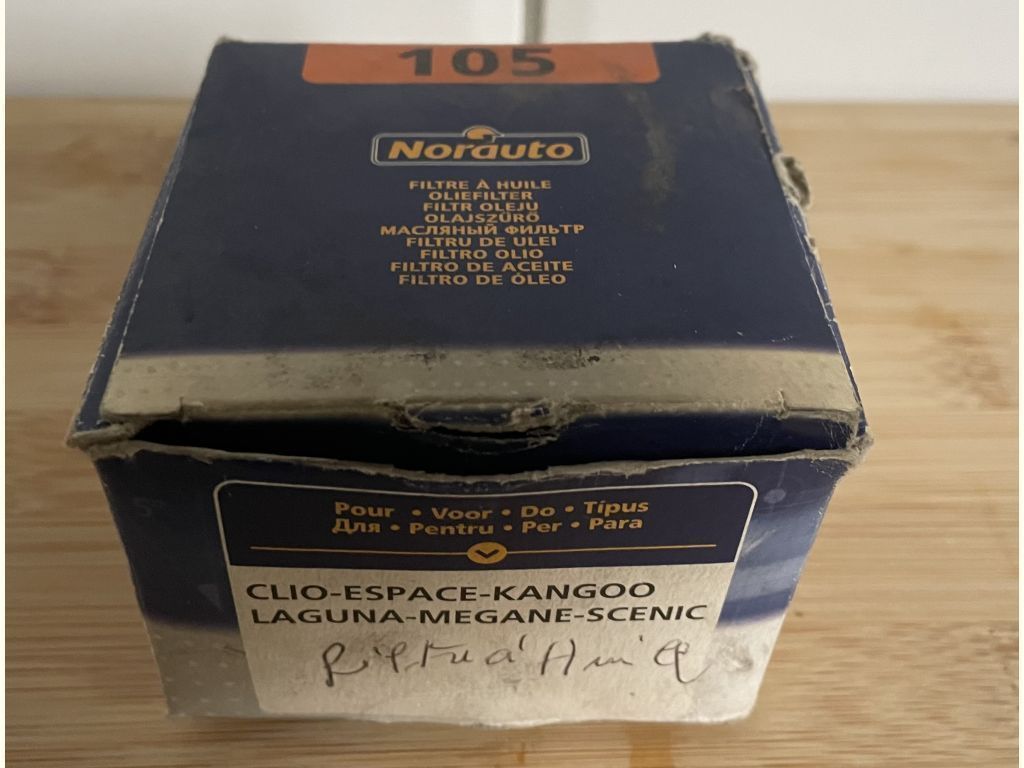 105
Norauto
FILTRE À HUILE
OLIEFILTER
FILTR OLEJU
OLAJSZŰRŐ
МАСЛЯНЫЙ ФИЛЬТР
FILTRU DE ULEI
FILTRO OLIO
FILTRO DE ACEITE
FILTRO DE ÓLEO
Pour • Voor • Do • Típus
Для • Pentru • Per • Para
CLIO-ESPACE-KANGOO
LAGUNA-MEGANE-SCENIC
Filtre à